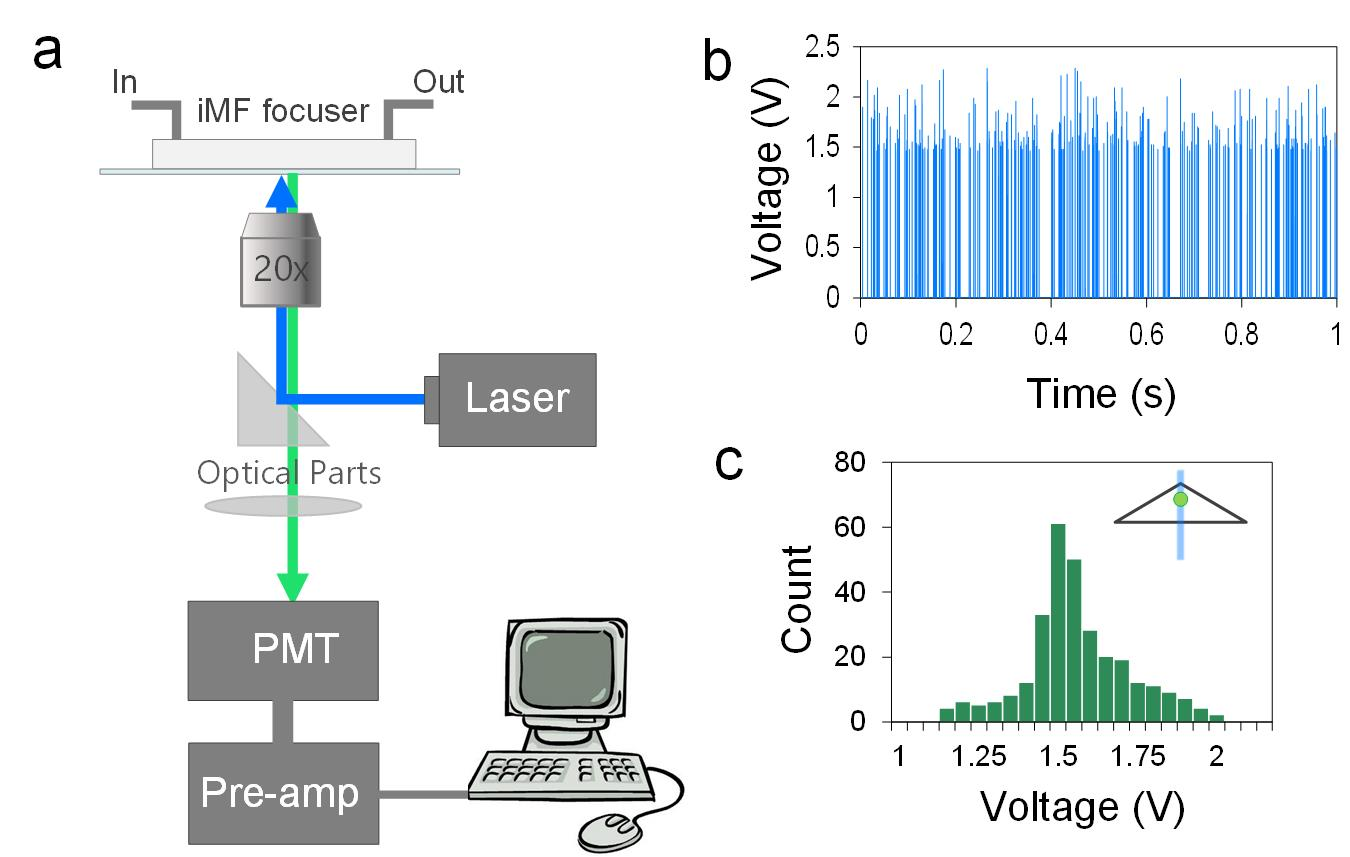 a
In
Out
iMF focuser
20x
Laser
Optical Parts
PMT
Pre-amp
b
2.5
2
1.5
1
0.5
0
Voltage (V)
0 0.2 0.4 0.6 0.8 1
Time (s)
c
80
60
40
20
0
Count
1 1.25 1.5 1.75 2
Voltage (V)